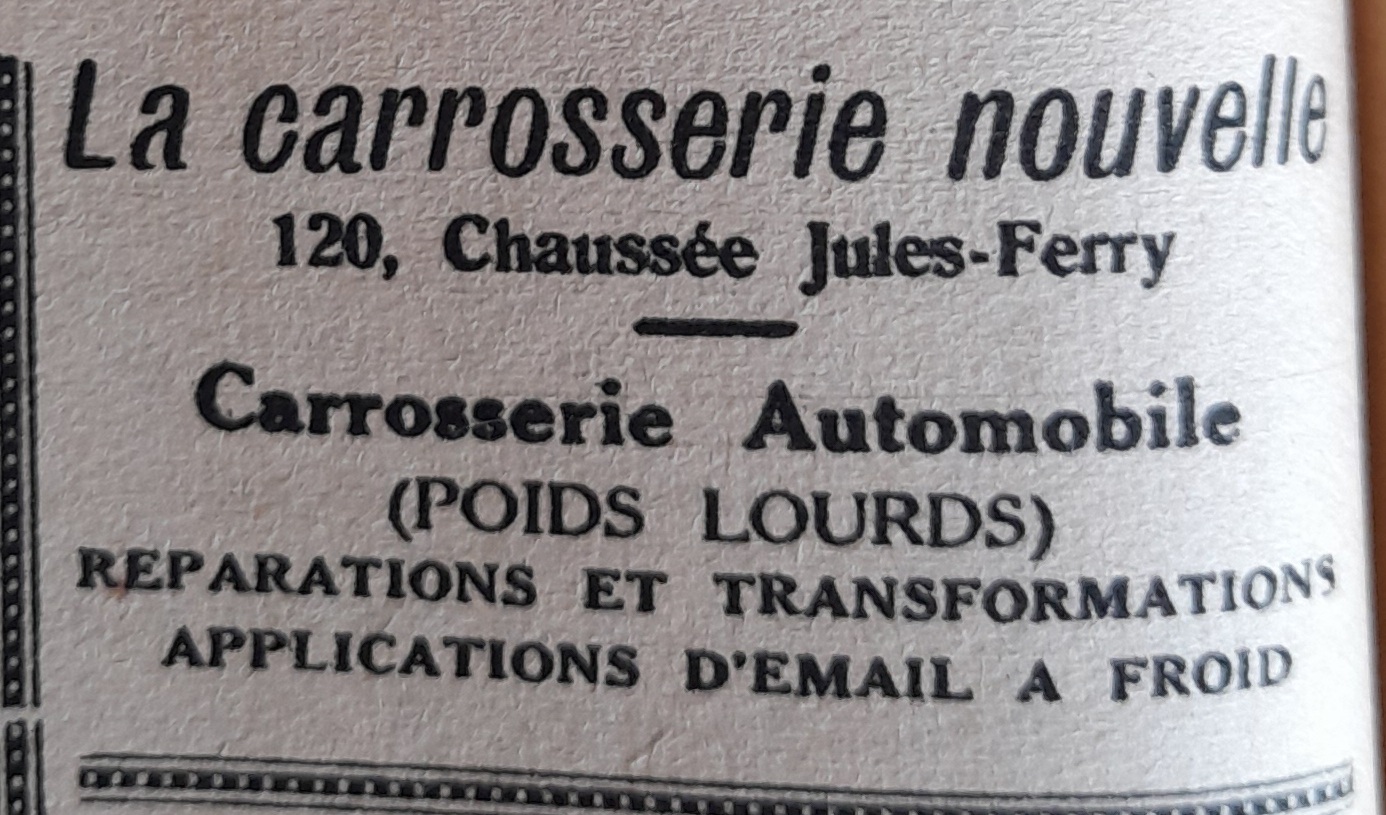 La carrosserie nouvelle
120, Chaussée Jules-Ferry
Carrosserie Automobile
(POIDS LOURDS)
REPARATIONS ET TRANSFORMATIONS
APPLICATIONS D'EMAIL A FROID